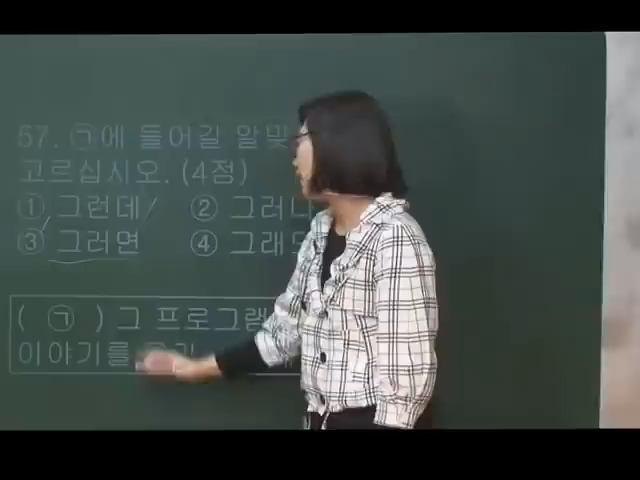 57. ㉠에 들어갈 알맞
고르십시오. (4점)
① 그런데 ② 그러나
③ 그러면 ④ 그래
( ㉠ ) 그 프로그램
이야기를